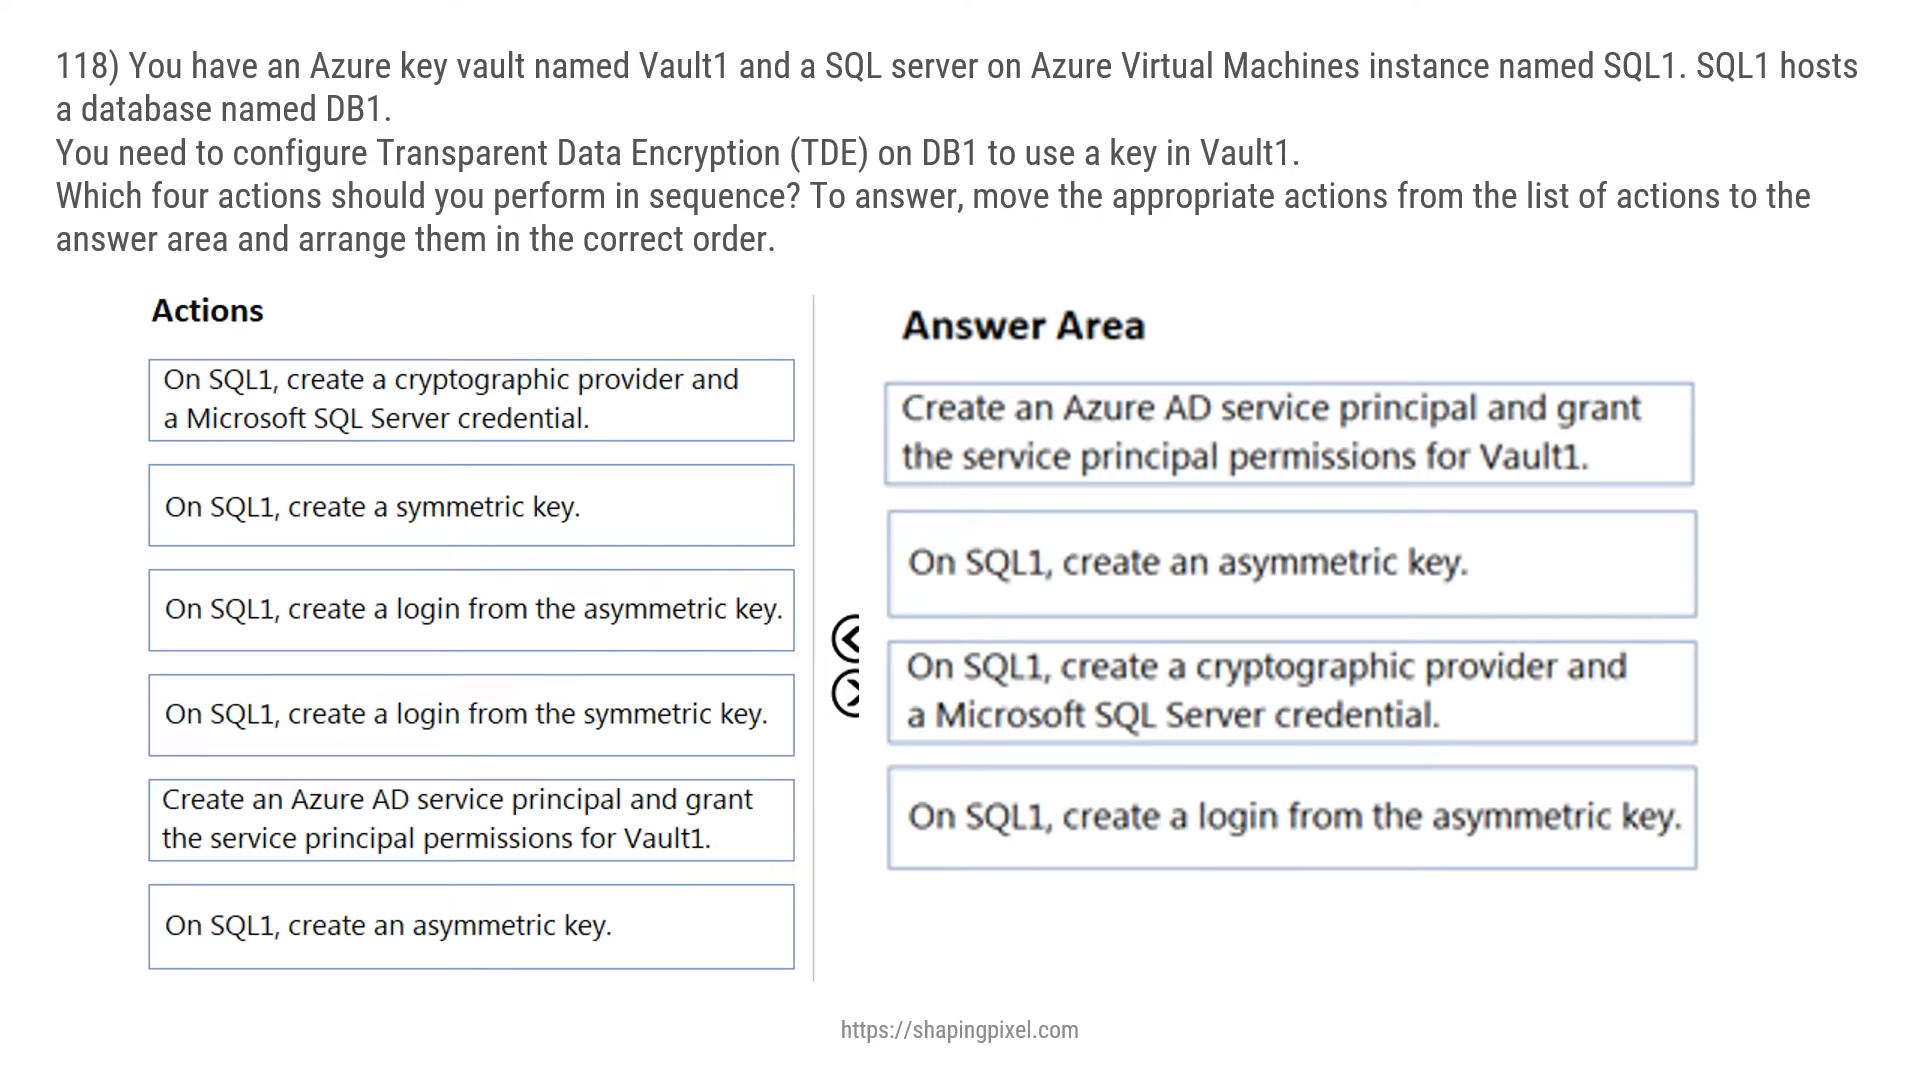 118) You have an Azure key vault named Vault1 and a SQL server on Azure Virtual Machines instance named SQL1. SQL1 hosts
a database named DB1.
You need to configure Transparent Data Encryption (TDE) on DB1 to use a key in Vault1.
Which four actions should you perform in sequence? To answer, move the appropriate actions from the list of actions to the
answer area and arrange them in the correct order.
Actions
On SQL1, create a cryptographic provider and
a Microsoft SQL Server credential.
On SQL1, create a symmetric key.
On SQL1, create a login from the asymmetric key.
On SQL1, create a login from the symmetric key.
Create an Azure AD service principal and grant
the service principal permissions for Vault1.
On SQL1, create an asymmetric key.
Answer Area
Create an Azure AD service principal and grant
the service principal permissions for Vault1.
On SQL1, create an asymmetric key.
On SQL1, create a cryptographic provider and
a Microsoft SQL Server credential.
On SQL1, create a login from the asymmetric key.
https://shapingpixel.com